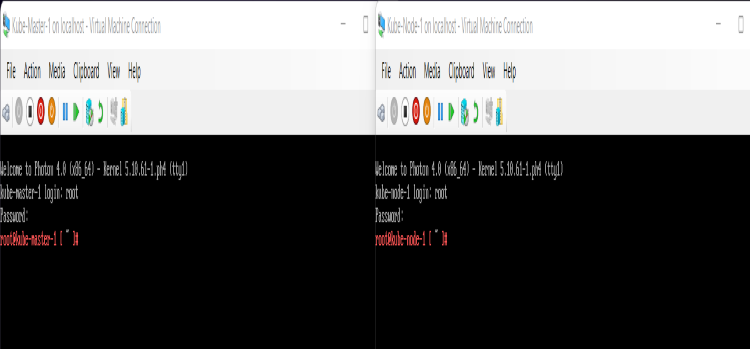 Kube-Master-1 on localhost - Virtual Machine Connection
File Action Media Clipboard View Help
Welcome to Photon 4.0 (x86_64) - Kernel 5.10.61-1.ph4 (tty1)
kube-master-1 login: root
Password:
root@kube-master-1 [ ~ ]#
Kube-Node-1 on localhost - Virtual Machine Connection
File Action Media Clipboard View Help
Welcome to Photon 4.0 (x86_64) - Kernel 5.10.61-1.ph4 (tty1)
kube-node-1 login: root
Password:
root@kube-node-1 [ ~ ]#